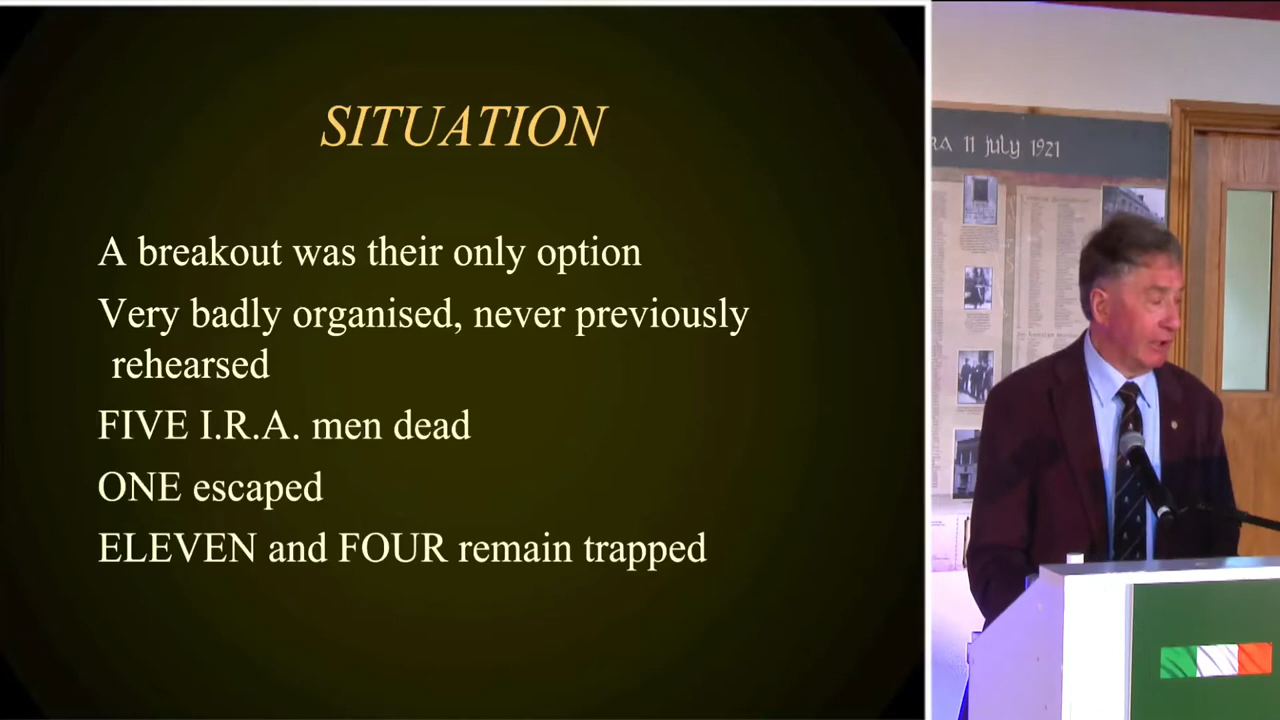 SITUATION
A breakout was their only option
Very badly organised, never previously
rehearsed
FIVE I.R.A. men dead
ONE escaped
ELEVEN and FOUR remain trapped
RA 11 July 1921